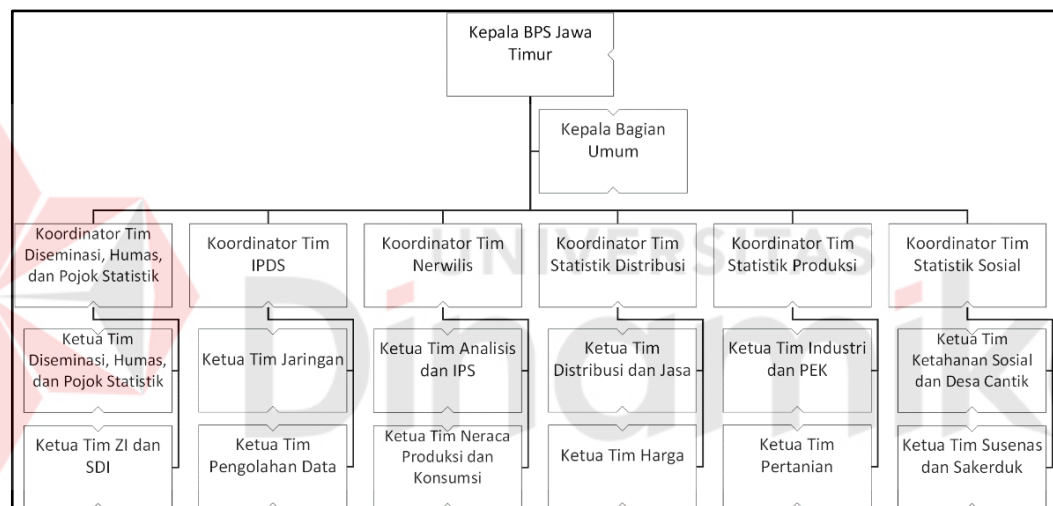 Kepala BPS Jawa
Timur
Kepala Bagian
Umum
Koordinator Tim
Diseminasi, Humas,
dan Pojok Statistik
Koordinator Tim
IPDS
Koordinator Tim
Nerwilis
Koordinator Tim
Statistik Distribusi
Koordinator Tim
Statistik Produksi
Koordinator Tim
Statistik Sosial
Ketua Tim
Diseminasi, Humas,
dan Pojok Statistik
Ketua Tim Jaringan
Ketua Tim Analisis
dan IPS
Ketua Tim
Distribusi dan Jasa
Ketua Tim Industri
dan PEK
Ketua Tim
Ketahanan Sosial
dan Desa Cantik
Ketua Tim ZI dan
SDI
Ketua Tim
Pengolahan Data
Ketua Tim Neraca
Produksi dan
Konsumsi
Ketua Tim Harga
Ketua Tim
Pertanian
Ketua Tim Susenas
dan Sakerduk
UNIVERSITAS
Dinamik